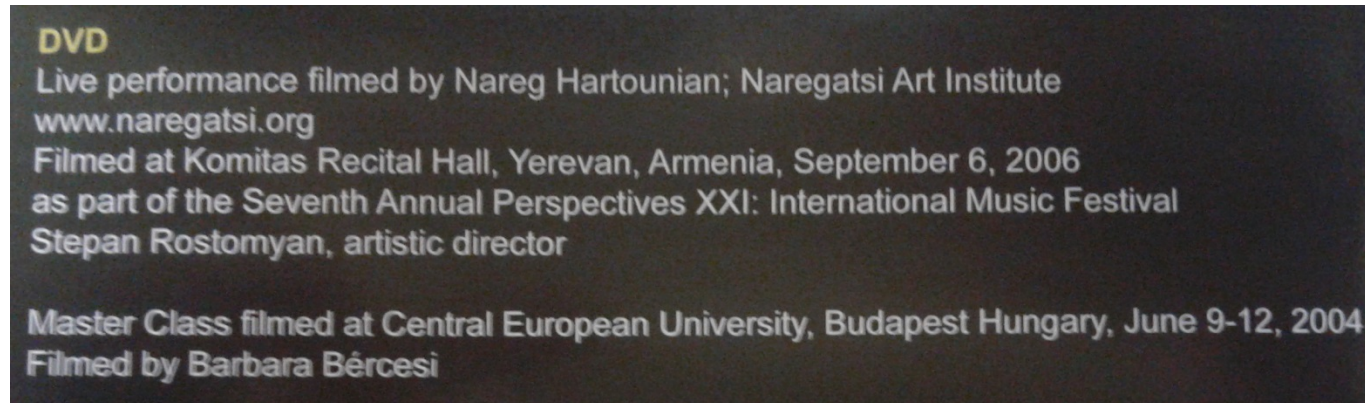 DVD
Live performance filmed by Nareg Hartounian; Naregatsi Art Institute
www.naregatsi.org
Filmed at Komitas Recital Hall, Yerevan, Armenia, September 6, 2006
as part of the Seventh Annual Perspectives XXI: International Music Festival
Stepan Rostomyan, artistic director
Master Class filmed at Central European University, Budapest Hungary, June 9-12, 2004
Filmed by Barbara Bércesi